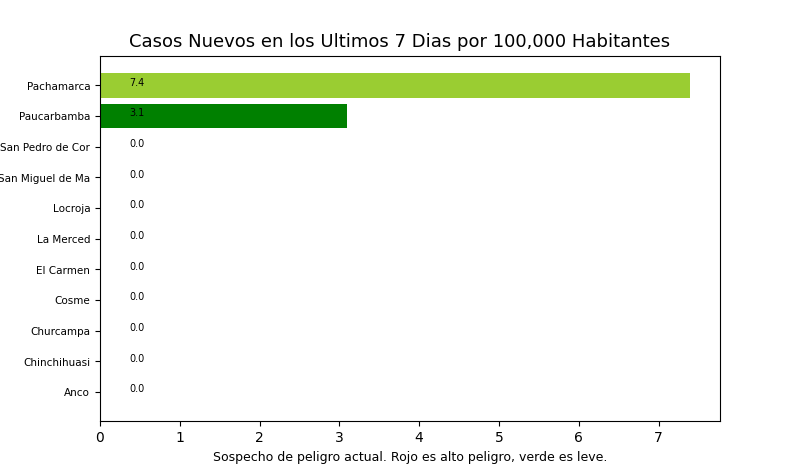 Casos Nuevos en los Ultimos 7 Dias por 100,000 Habitantes
Pachamarca 7.4
Paucarbamba 3.1
San Pedro de Cor 0.0
San Miguel de Ma 0.0
Locroja 0.0
La Merced 0.0
El Carmen 0.0
Cosme 0.0
Churcampa 0.0
Chinchihuasi 0.0
Anco 0.0
0 1 2 3 4 5 6 7
Sospecho de peligro actual. Rojo es alto peligro, verde es leve.